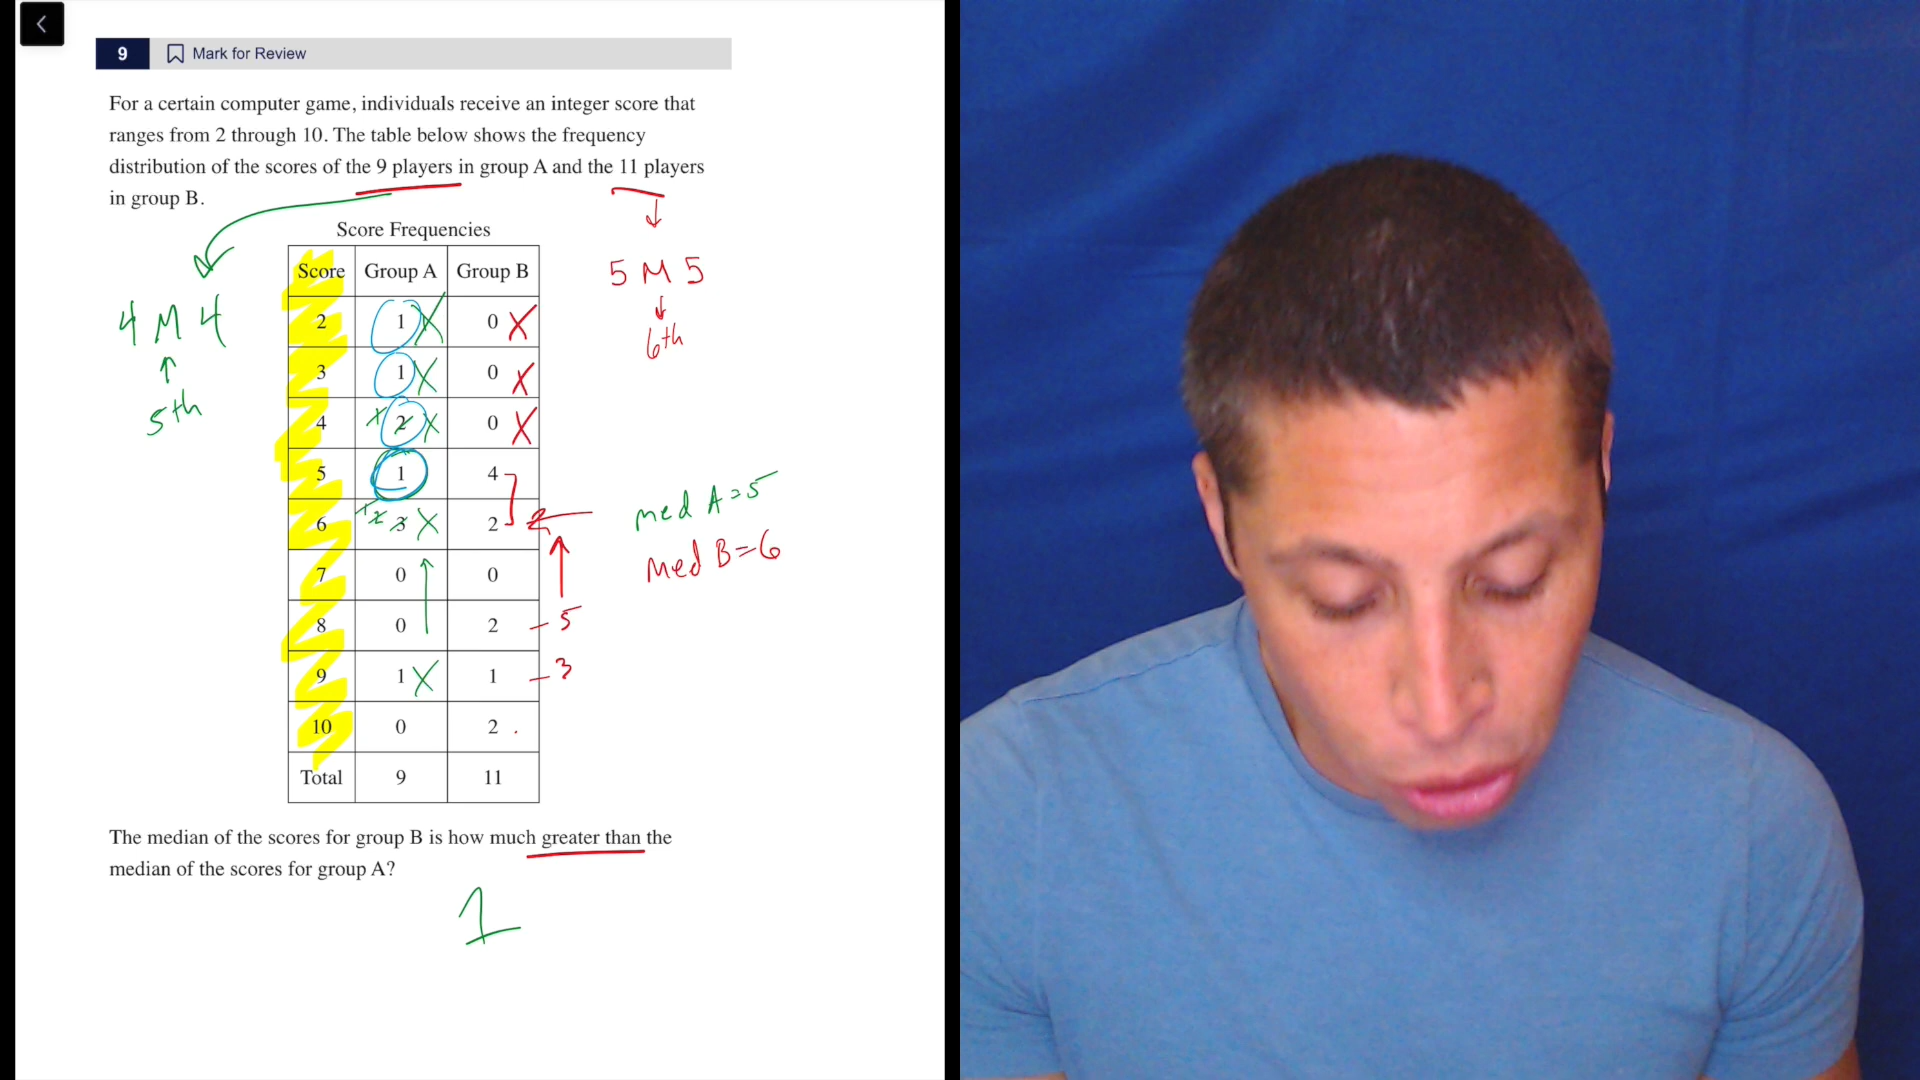 9 Mark for Review
For a certain computer game, individuals receive an integer score that
ranges from 2 through 10. The table below shows the frequency
distribution of the scores of the 9 players in group A and the 11 players
in group B.
Score Frequencies
Score Group A Group B
2 1 0
3 1 0
4 2 0
5 1 4
6 3 2
7 0 0
8 0 2
9 1 1
10 0 2
Total 9 11
4 M 4
5th
5 M 5
6th
med A=5
med B=6
5
3
The median of the scores for group B is how much greater than the
median of the scores for group A?
1